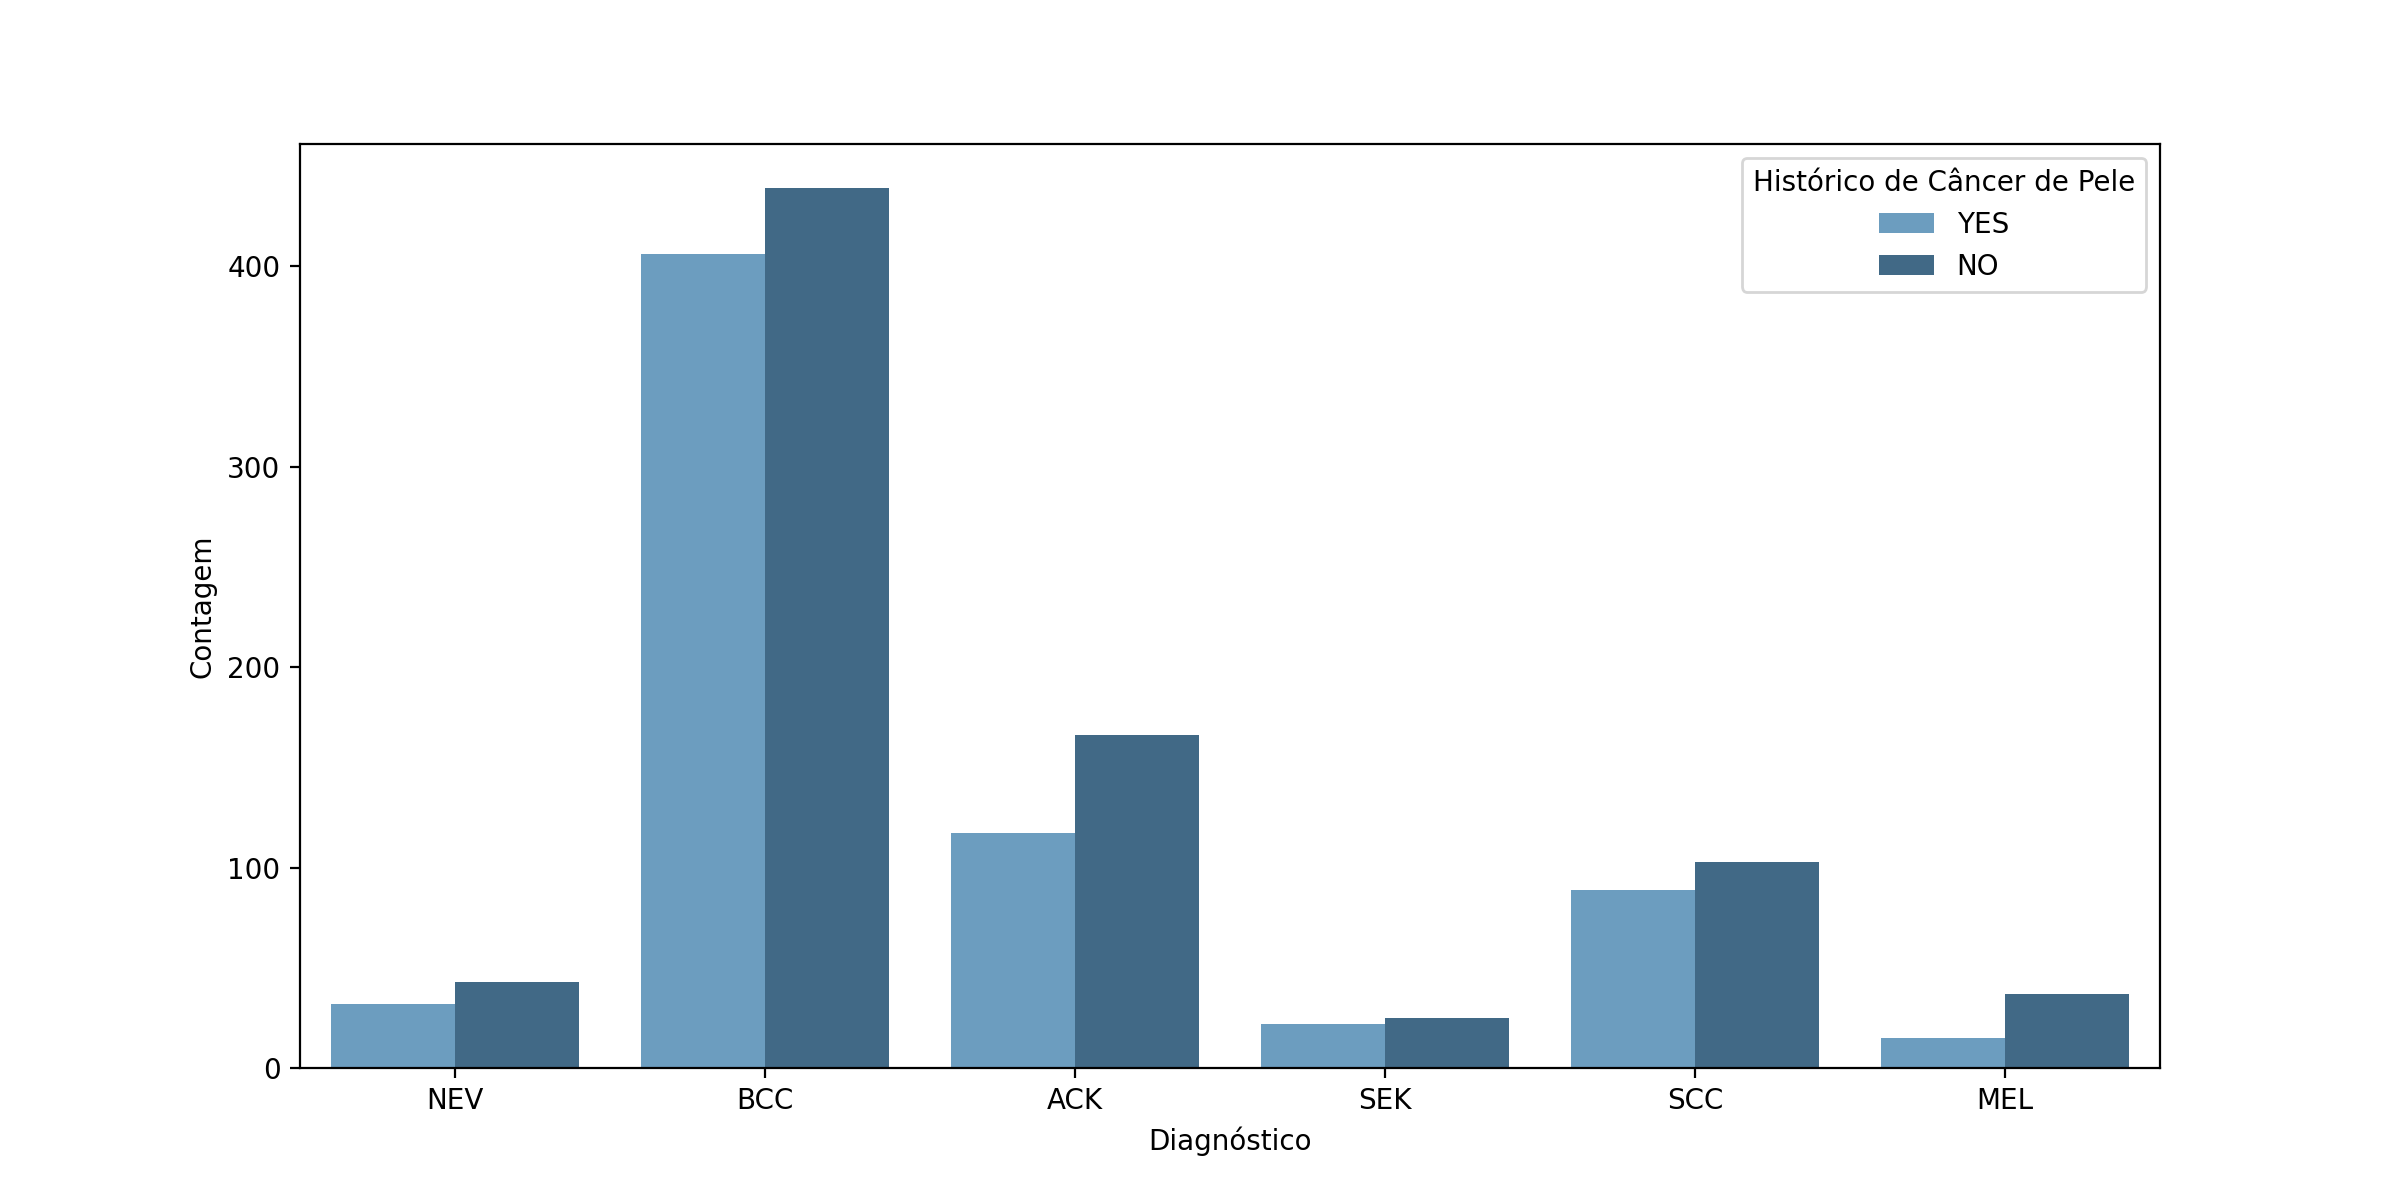 Histórico de Câncer de Pele
YES
NO
400
300
200
100
0
Contagem
NEV BCC ACK SEK SCC MEL
Diagnóstico